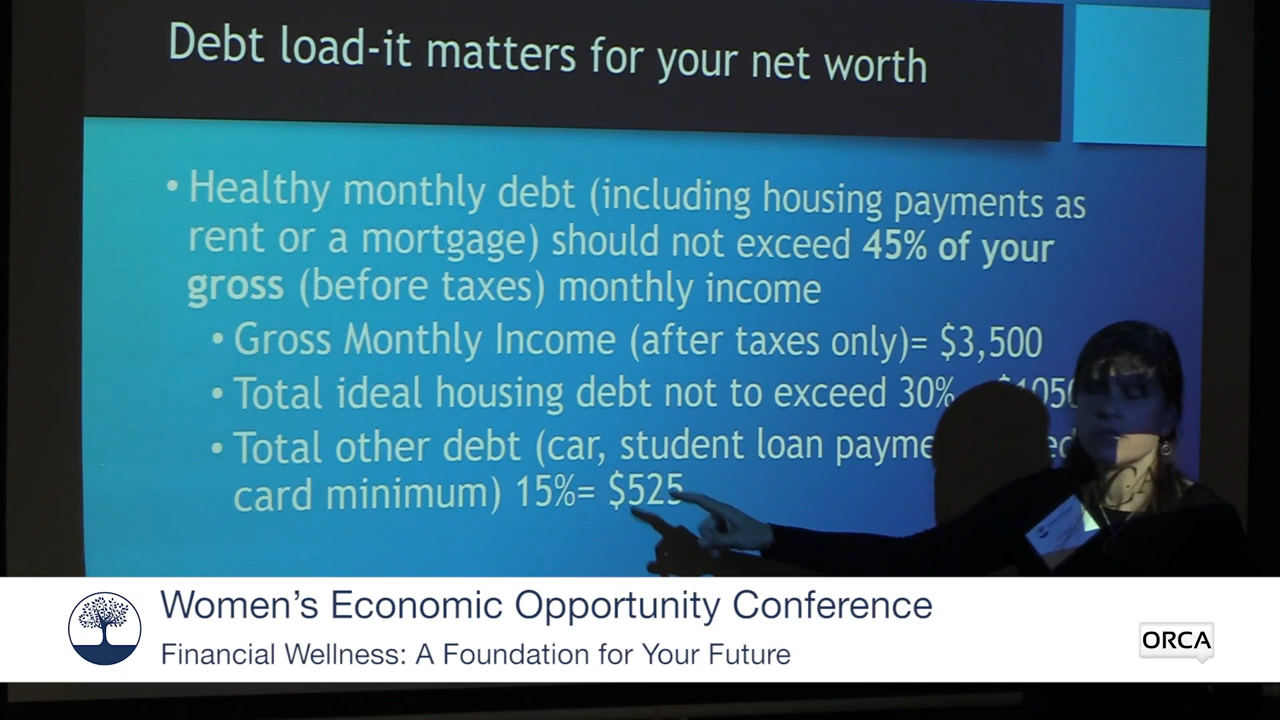 Debt load-it matters for your net worth
• Healthy monthly debt (including housing payments as
rent or a mortgage) should not exceed 45% of your
gross (before taxes) monthly income
• Gross Monthly Income (after taxes only)= $3,500
• Total ideal housing debt not to exceed 30%
• Total other debt (car, student loan
card minimum) 15%= $525
Women's Economic Opportunity Conference
Financial Wellness: A Foundation for Your Future
ORCA